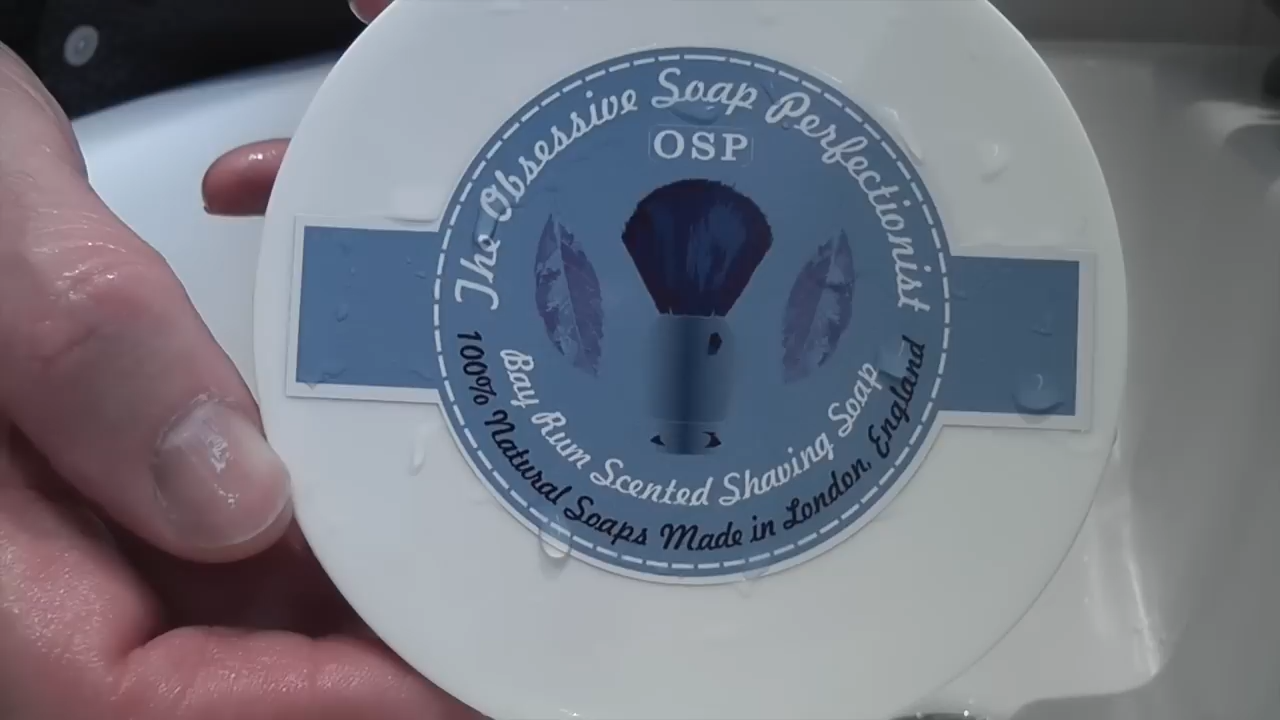 The Obsessive Soap Perfectionist
OSP
Bay Rum Scented Shaving Soap
100% Natural Soaps Made in London, England